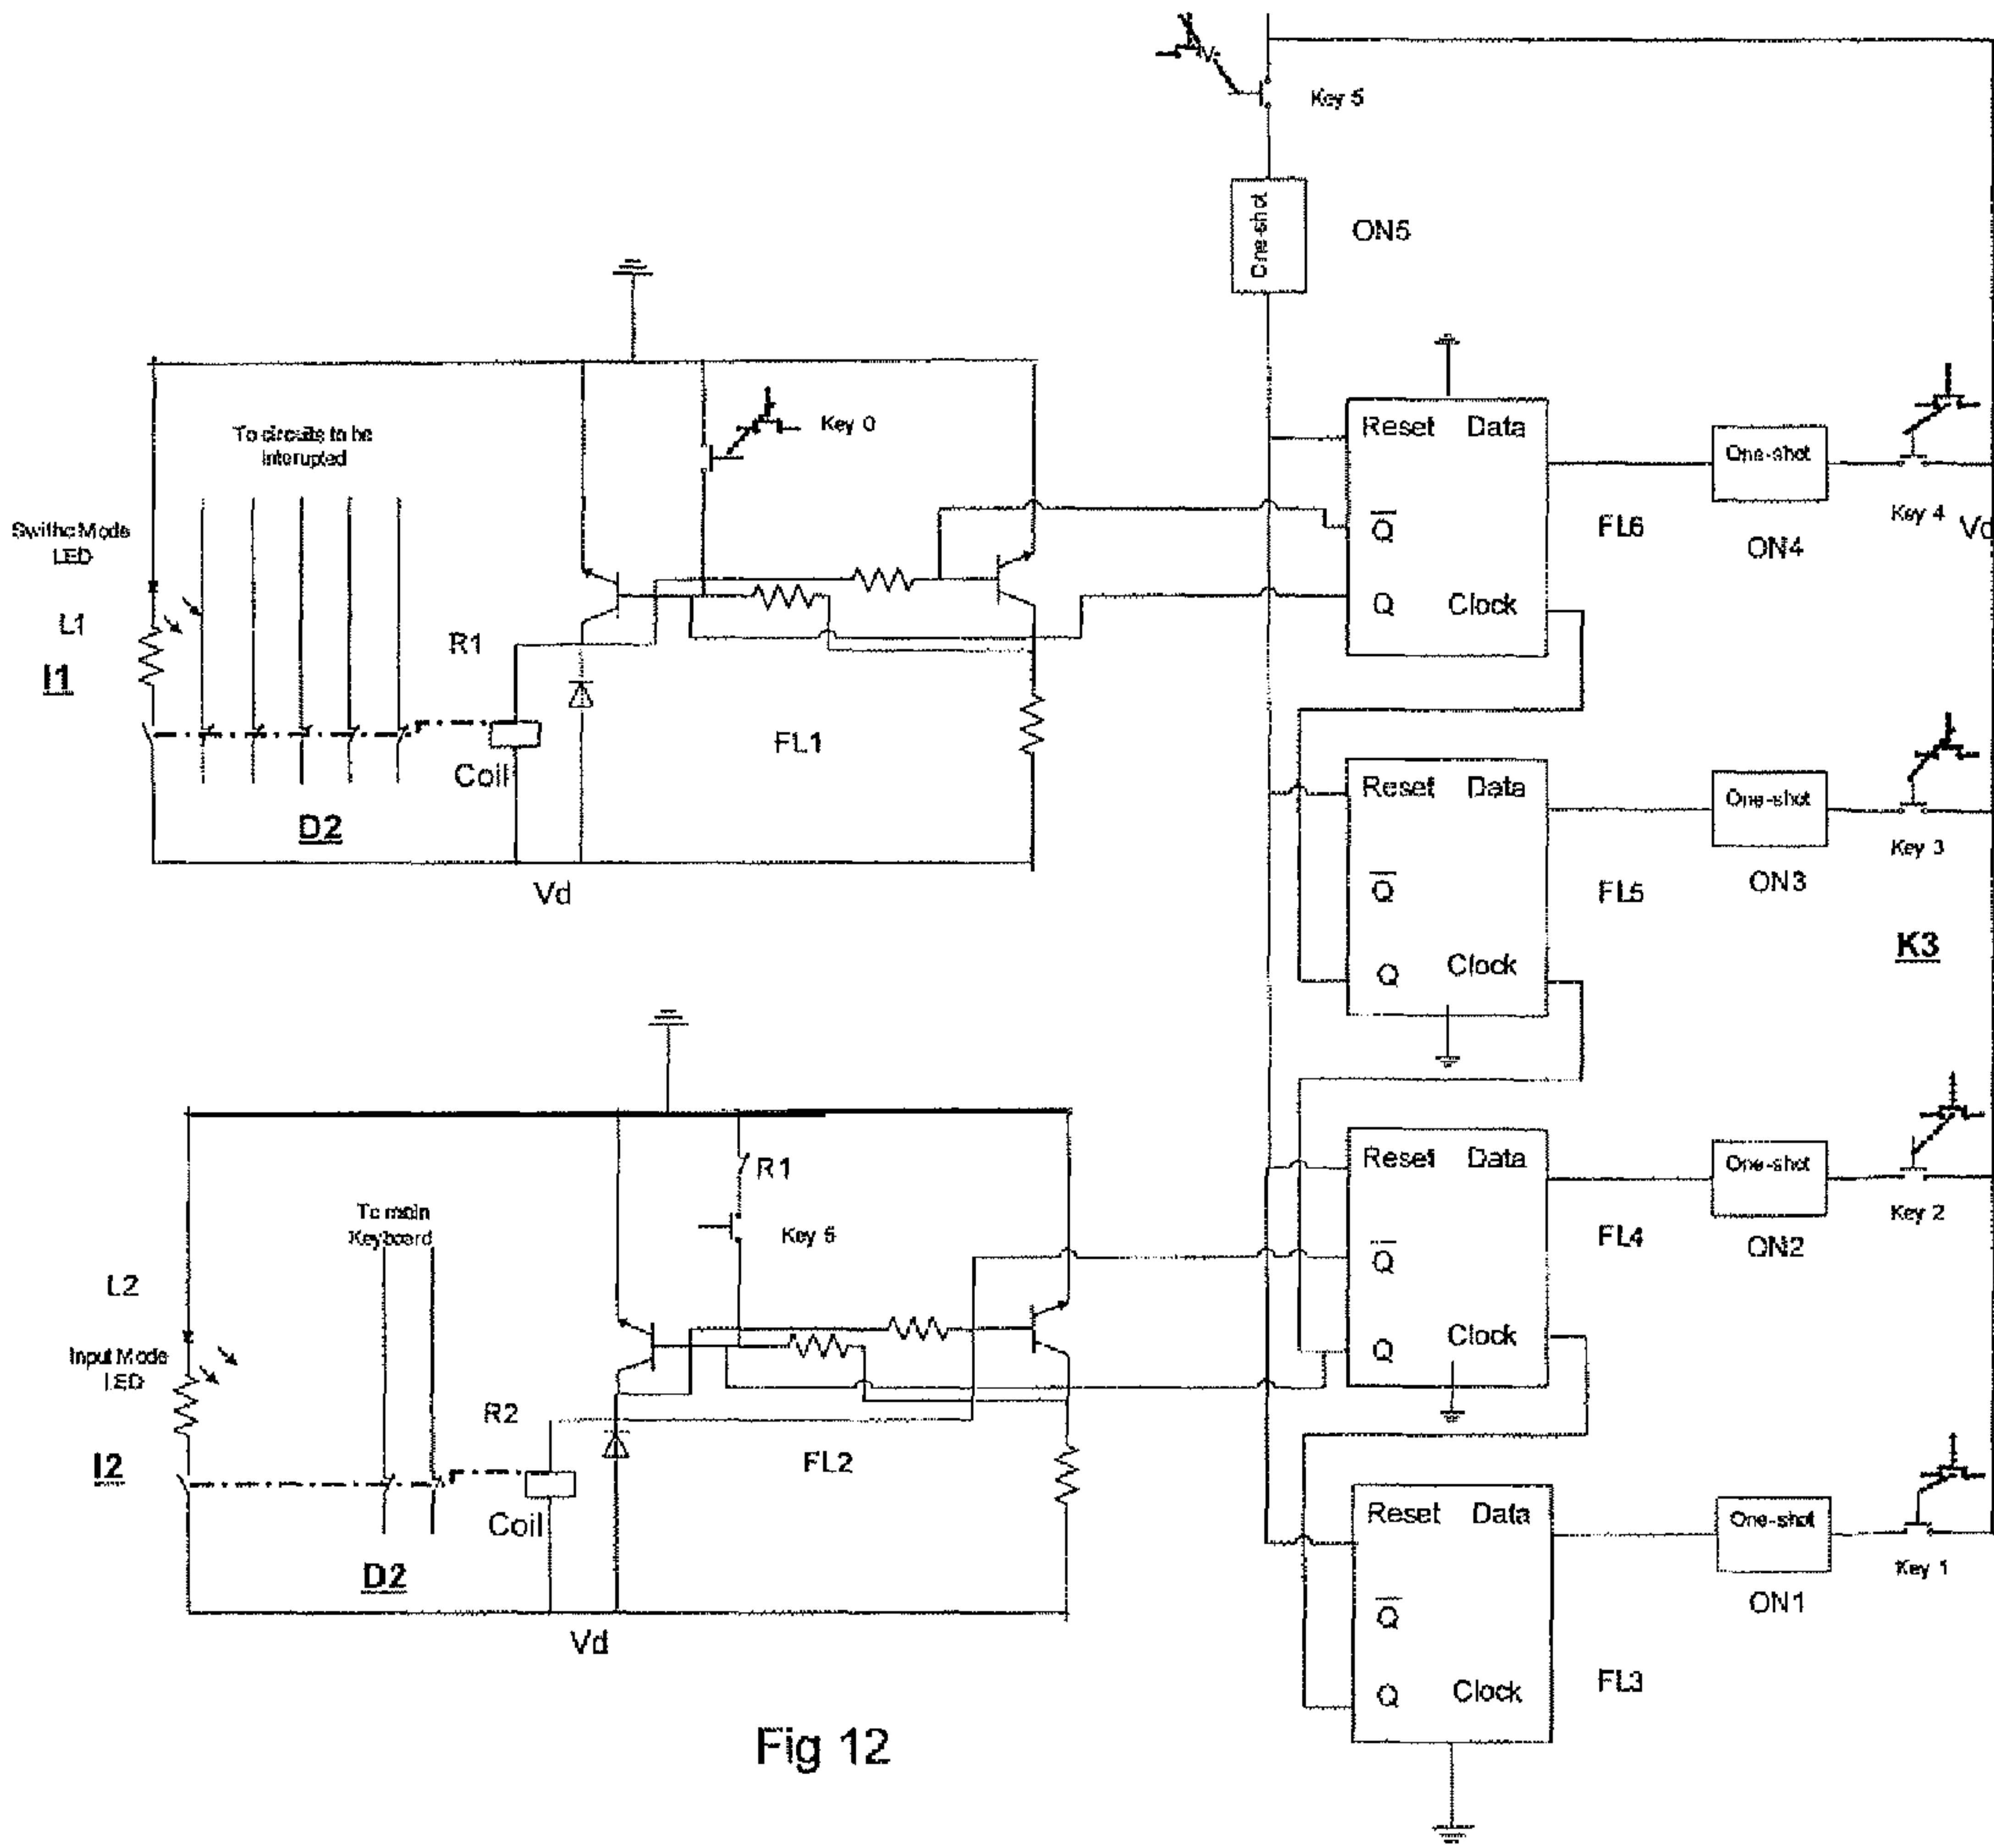 Key 5
One-shot
ON5
To circuits to be
Interupted
Key 0
Swithc Mode
LED
L1
I1
R1
Coil
FL1
D2
Vd
Reset Data
Q
Q Clock
FL6
One-shot
ON4
Key 4
Vd
Reset Data
Q
Q Clock
FL5
One-shot
ON3
Key 3
K3
R1
Key 6
To main
Keyboard
L2
Input Mode
LED
I2
R2
Coil
FL2
D2
Vd
Reset Data
Q
Q Clock
FL4
One-shot
ON2
Key 2
Reset Data
Q
Q Clock
FL3
One-shot
ON1
Key 1
Fig 12